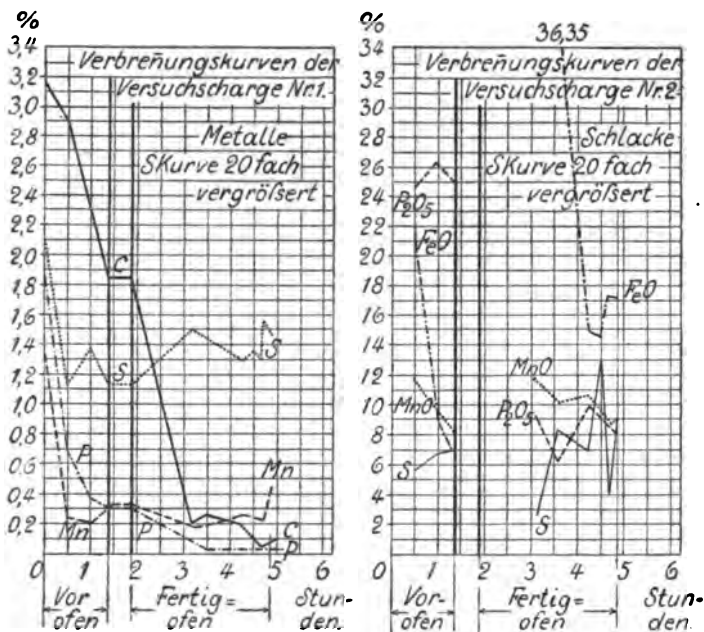 %
3,4
3,2
3,0
2,8
2,6
2,4
2,2
2,0
1,8
1,6
1,4
1,2
1,0
0,8
0,6
0,4
0,2
0 1 2 3 4 5 6
Verbreñungskurven der
Versuchscharge Nr.1.
Metalle
SKurve 20 fach
vergrößert
C
S
S
P
Mn
P
Mn
C
P
Vor
ofen
Fertig=
ofen
Stun-
den.
%
36,35
34
32
30
28
26
24
22
20
18
16
14
12
10
8
6
4
2
0 1 2 3 4 5 6
Verbreñungskurven der
Versuchscharge Nr.2
Schlacke
SKurve 20 fach
vergrößert
P₂O₅
FeO
FeO
MnO
MnO
P₂O₅
S
S
Vor-
ofen
Fertig=
ofen
Stun-
den.